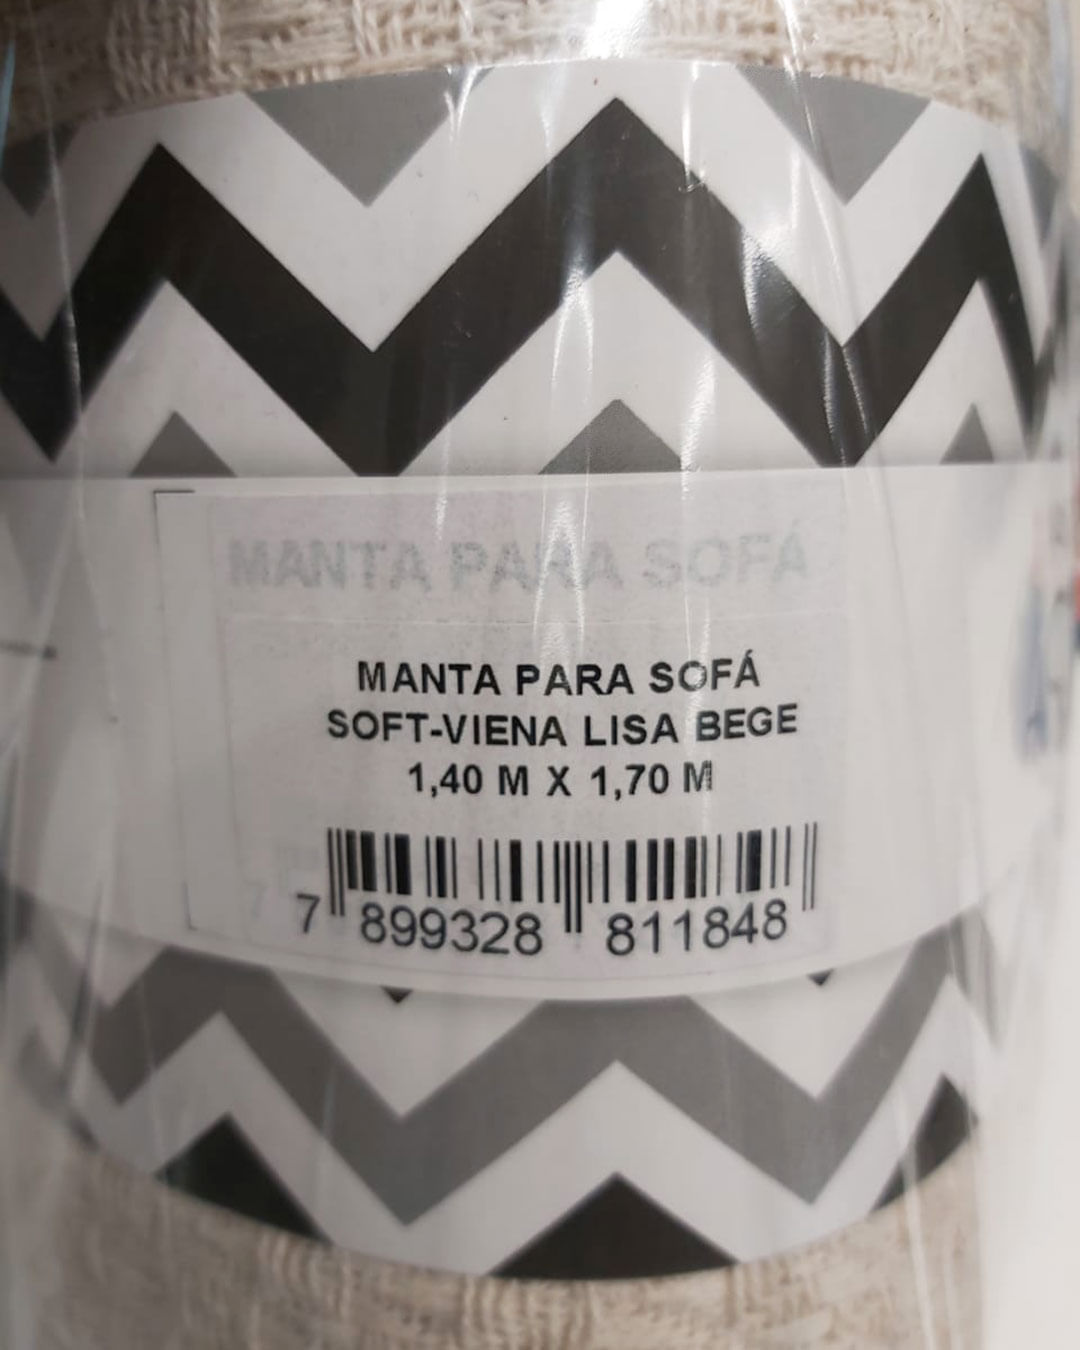 MANTA PARA SOFÁ
MANTA PARA SOFÁ
SOFT-VIENA LISA BEGE
1,40 M X 1,70 M
7 899328 811848